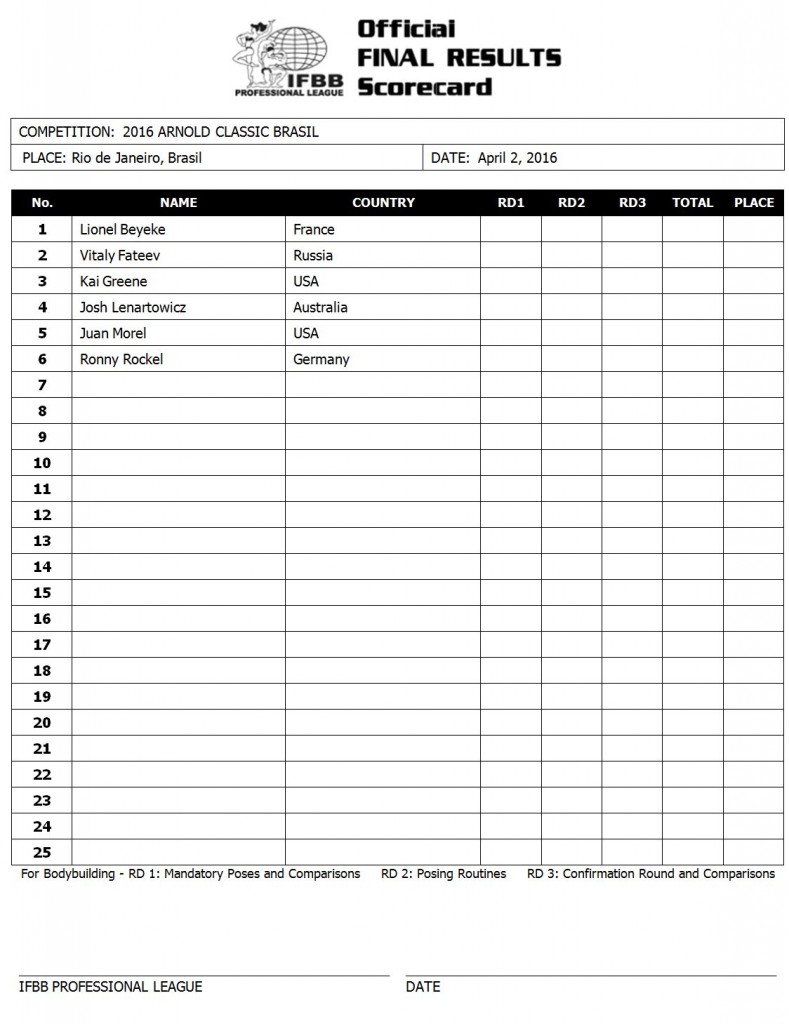 Official
FINAL RESULTS
Scorecard
IFBB
PROFESSIONAL LEAGUE
COMPETITION: 2016 ARNOLD CLASSIC BRASIL
PLACE: Rio de Janeiro, Brasil DATE: April 2, 2016
No. NAME COUNTRY RD1 RD2 RD3 TOTAL PLACE
1 Lionel Beyeke France
2 Vitaly Fateev Russia
3 Kai Greene USA
4 Josh Lenartowicz Australia
5 Juan Morel USA
6 Ronny Rockel Germany
7
8
9
10
11
12
13
14
15
16
17
18
19
20
21
22
23
24
25
For Bodybuilding - RD 1: Mandatory Poses and Comparisons RD 2: Posing Routines RD 3: Confirmation Round and Comparisons
IFBB PROFESSIONAL LEAGUE DATE